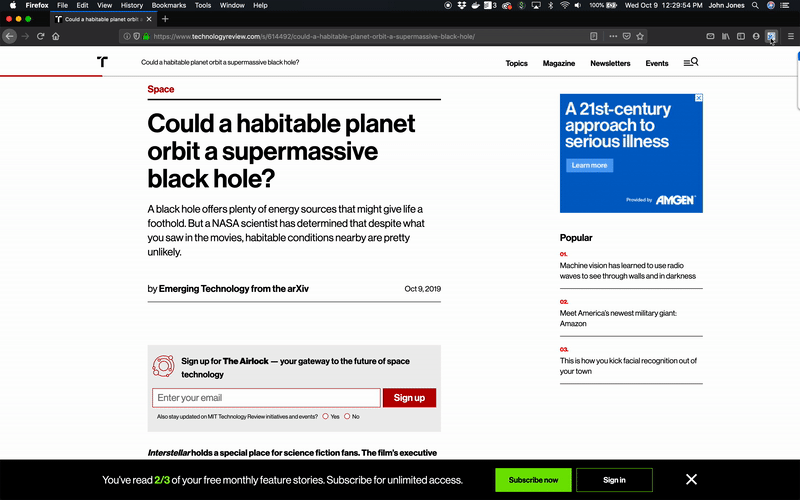 Firefox File Edit View History Bookmarks Tools Window Help
3
100%
Wed Oct 9 12:29:54 PM John Jones
Could a habitable planet orbit a s
https://www.technologyreview.com/s/614492/could-a-habitable-planet-orbit-a-supermassive-black-hole/
Could a habitable planet orbit a supermassive black hole?
Topics Magazine Newsletters Events
Space
Could a habitable planet
orbit a supermassive
black hole?
A black hole offers plenty of energy sources that might give life a
foothold. But a NASA scientist has determined that despite what
you saw in the movies, habitable conditions nearby are pretty
unlikely.
by Emerging Technology from the arXiv
Oct 9, 2019
Sign up for The Airlock — your gateway to the future of space
technology
Enter your email
Sign up
Also stay updated on MIT Technology Review initiatives and events? Yes No
Interstellar holds a special place for science fiction fans. The film's executive
A 21st-century
approach to
serious illness
Learn more
Provided by AMGEN
Popular
01.
Machine vision has learned to use radio
waves to see through walls and in darkness
02.
Meet America's newest military giant:
Amazon
03.
This is how you kick facial recognition out of
your town
You've read 2/3 of your free monthly feature stories. Subscribe for unlimited access.
Subscribe now
Sign in